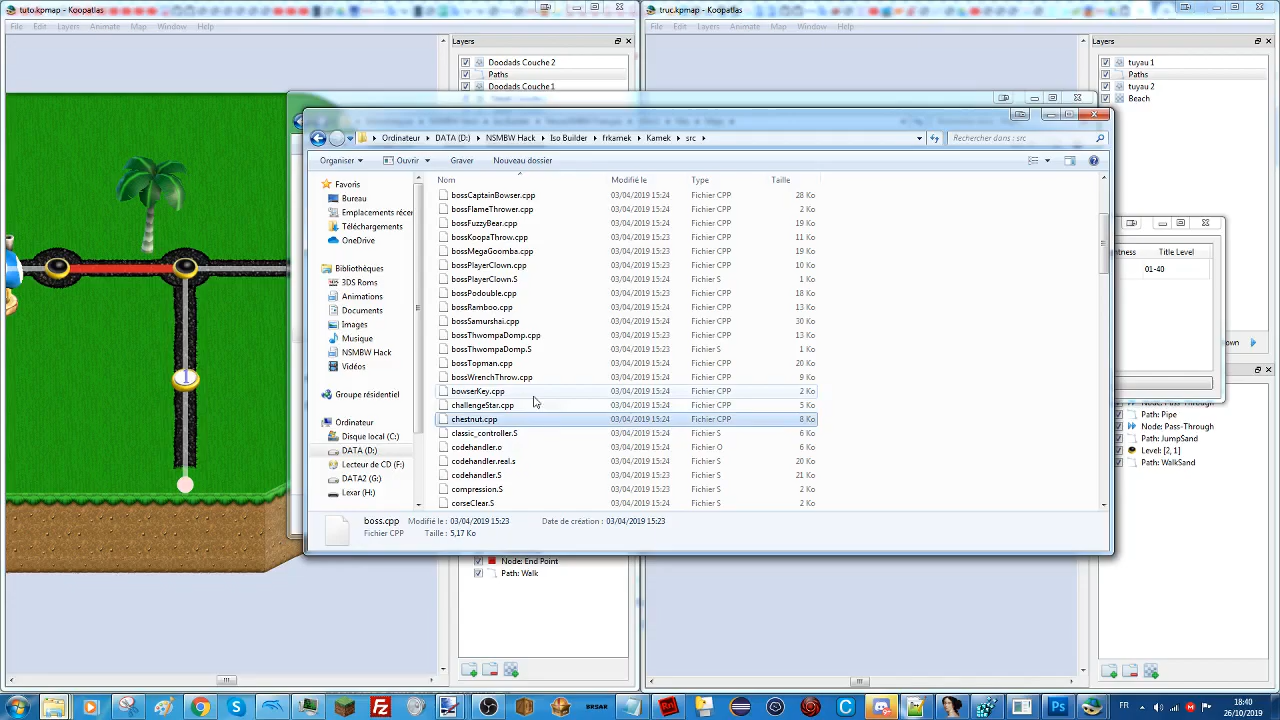 tuto.kpmap - Koopatlas
File Edit Layers Animate Map Window Help
Layers
Doodads Couche 2
Paths
Doodads Couche 1
1
Node: End Point
Path: Walk
truc.kpmap - Koopatlas
File Edit Layers Animate Map Window Help
Layers
tuyau 1
Paths
tuyau 2
Beach
Title Level
01-40
Node: Pass-Through
Path: Pipe
Node: Pass-Through
Path: JumpSand
Level: [2, 1]
Path: WalkSand
Ordinateur DATA (D:) NSMBW Hack Iso Builder frkamek Kamek src
Rechercher dans : src
Organiser Ouvrir Graver Nouveau dossier
Favoris
Bureau
Emplacements récer
Téléchargements
OneDrive
Bibliothèques
3DS Roms
Animations
Documents
Images
Musique
NSMBW Hack
Vidéos
Groupe résidentiel
Ordinateur
Disque local (C:)
DATA (D:)
Lecteur de CD (F:)
DATA2 (G:)
Lexar (H:)
Nom Modifié le Type Taille
bossCaptainBowser.cpp 03/04/2019 15:24 Fichier CPP 28 Ko
bossFlameThrower.cpp 03/04/2019 15:24 Fichier CPP 2 Ko
bossFuzzyBear.cpp 03/04/2019 15:24 Fichier CPP 19 Ko
bossKoopaThrow.cpp 03/04/2019 15:23 Fichier CPP 11 Ko
bossMegaGoomba.cpp 03/04/2019 15:24 Fichier CPP 13 Ko
bossPlayerClown.cpp 03/04/2019 15:24 Fichier CPP 10 Ko
bossPlayerClown.S 03/04/2019 15:23 Fichier S 1 Ko
bossPodouble.cpp 03/04/2019 15:23 Fichier CPP 18 Ko
bossRamboo.cpp 03/04/2019 15:24 Fichier CPP 13 Ko
bossSamurshai.cpp 03/04/2019 15:24 Fichier CPP 30 Ko
bossThwompaDomp.cpp 03/04/2019 15:24 Fichier CPP 13 Ko
bossThwompaDomp.S 03/04/2019 15:23 Fichier S 1 Ko
bossTopman.cpp 03/04/2019 15:24 Fichier CPP 20 Ko
bossWrenchThrow.cpp 03/04/2019 15:23 Fichier CPP 9 Ko
bowserKey.cpp 03/04/2019 15:24 Fichier CPP 2 Ko
challengeStar.cpp 03/04/2019 15:24 Fichier CPP 5 Ko
chestnut.cpp 03/04/2019 15:24 Fichier CPP 8 Ko
classic_controller.S 03/04/2019 15:24 Fichier S 6 Ko
codehandler.o 03/04/2019 15:24 Fichier O 6 Ko
codehandler.real.s 03/04/2019 15:24 Fichier S 20 Ko
codehandler.S 03/04/2019 15:23 Fichier S 21 Ko
compression.S 03/04/2019 15:24 Fichier S 2 Ko
corseClear.S 03/04/2019 15:24 Fichier S 2 Ko
boss.cpp Modifié le : 03/04/2019 15:23 Date de création : 03/04/2019 15:23
Fichier CPP Taille : 5,17 Ko
BRSAR
FR
18:40
26/10/2019